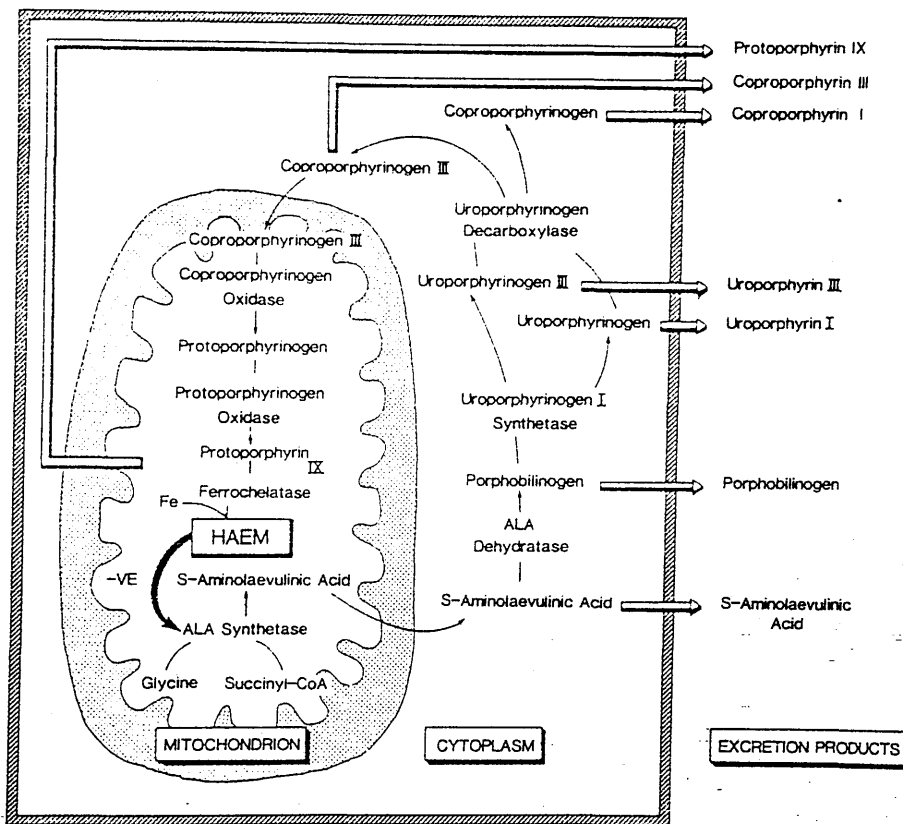 Protoporphyrin IX
Coproporphyrin III
Coproporphyrinogen
Coproporphyrin I
Coproporphyrinogen III
Uroporphyrinogen
Decarboxylase
Coproporphyrinogen III
Coproporphyrinogen
Oxidase
Uroporphyrinogen III
Uroporphyrin III
Uroporphyrinogen
Uroporphyrin I
Protoporphyrinogen
Protoporphyrinogen
Oxidase
Uroporphyrinogen I
Synthetase
Protoporphyrin
IX
Porphobilinogen
Porphobilinogen
Ferrochelatase
Fe
HAEM
ALA
Dehydratase
-VE
S-Aminolaevulinic Acid
S-Aminolaevulinic Acid
S-Aminolaevulinic
Acid
ALA Synthetase
Glycine
Succinyl-CoA
MITOCHONDRION
CYTOPLASM
EXCRETION PRODUCTS